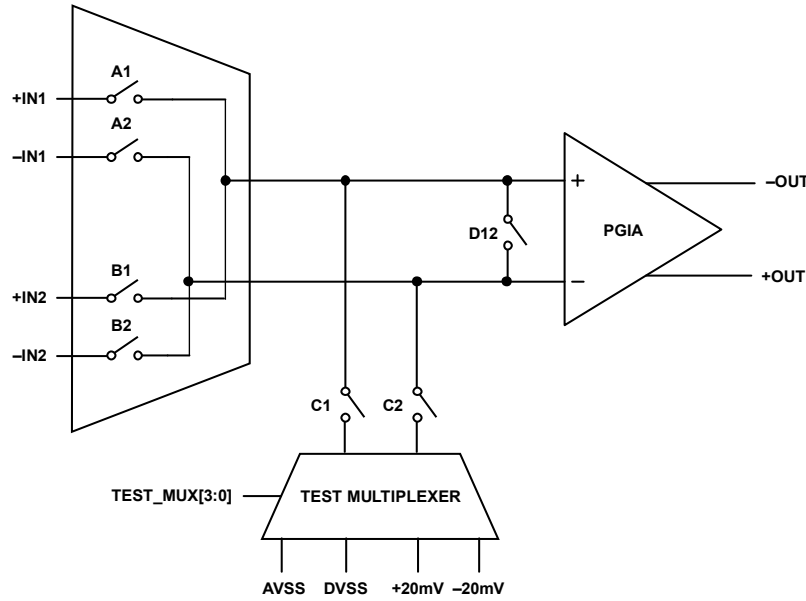 A1
+IN1
A2
–IN1
+
–OUT
D12
PGIA
B1
–
+OUT
+IN2
B2
–IN2
C1 C2
TEST_MUX[3:0] TEST MULTIPLEXER
AVSS DVSS +20mV –20mV